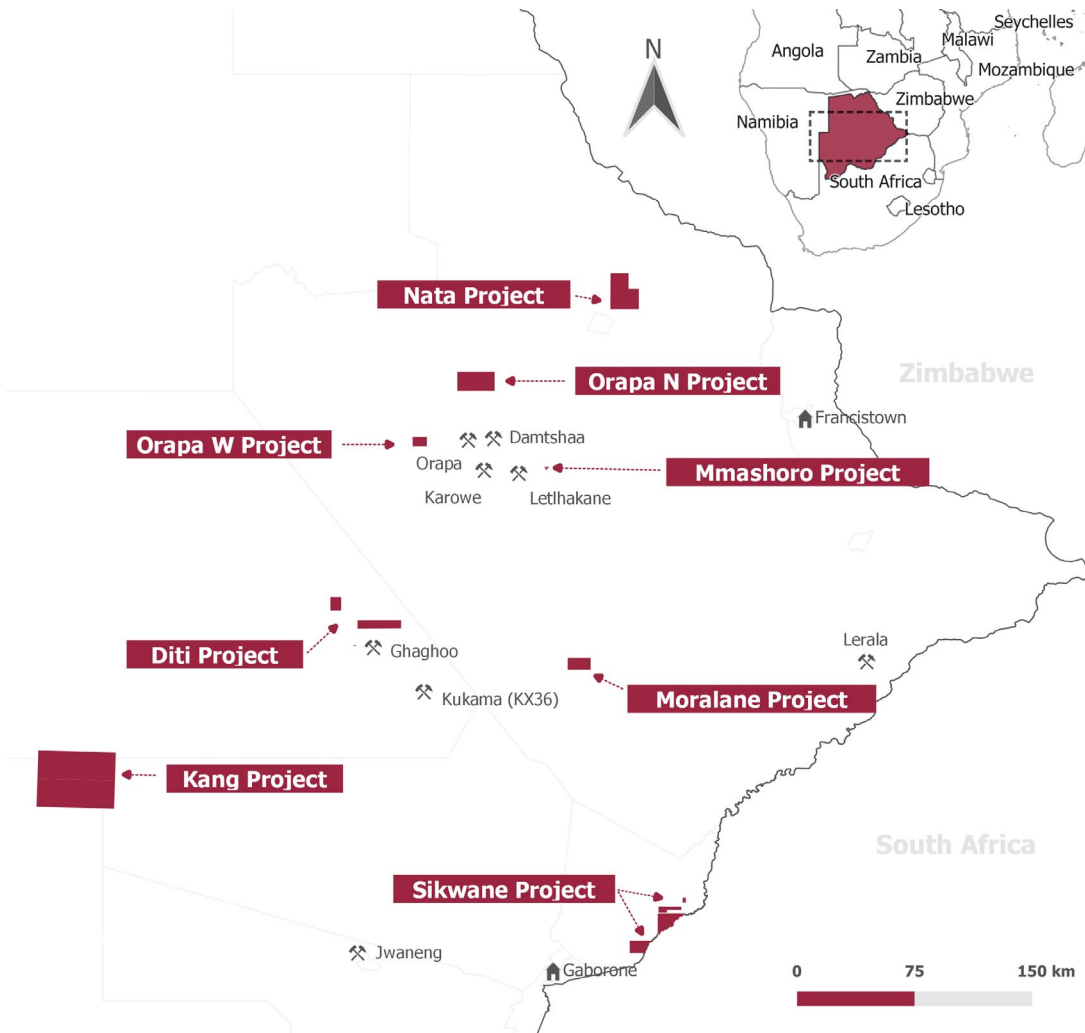 N
Seychelles
Angola
Malawi
Zambia
Mozambique
Zimbabwe
Namibia
South Africa
Lesotho
Nata Project
Zimbabwe
Orapa N Project
Francistown
Orapa W Project
Damtshaa
Orapa
Mmashoro Project
Karowe
Letlhakane
Diti Project
Ghaghoo
Lerala
Kukama (KX36)
Moralane Project
Kang Project
South Africa
Sikwane Project
Jwaneng
Gaborone
0 75 150 km